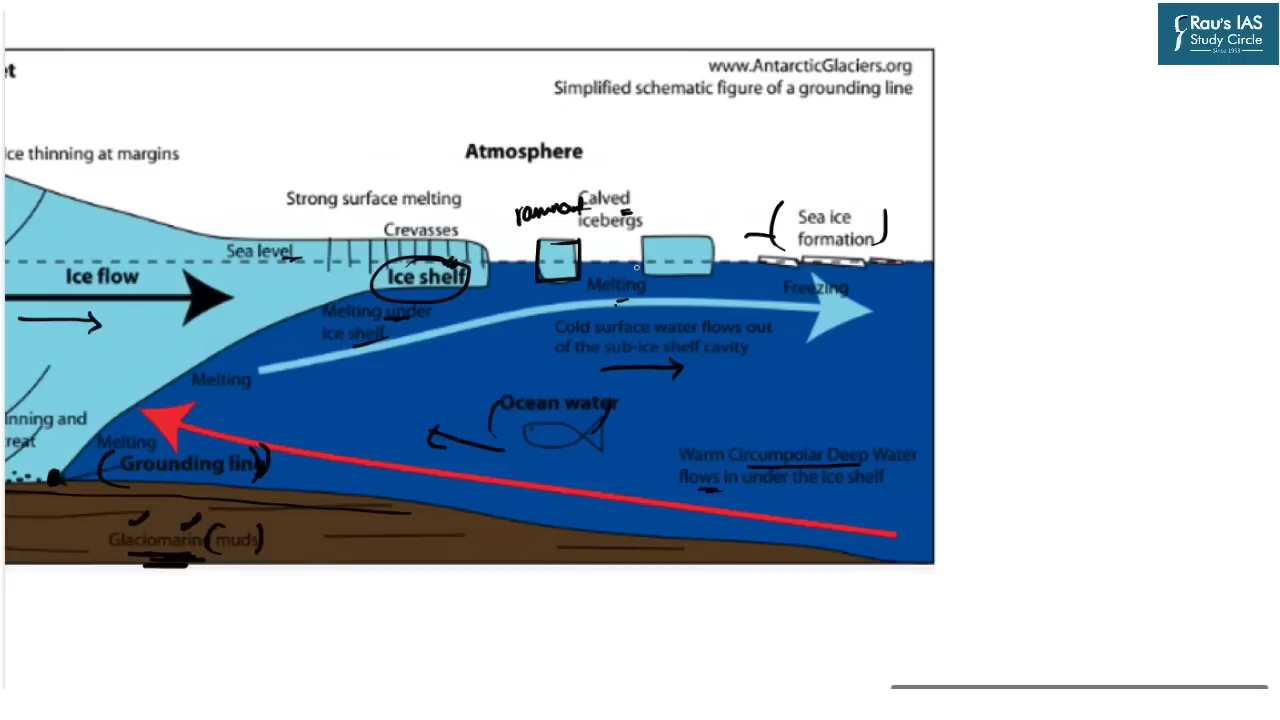 Rau's IAS
Study Circle
Since 1953
et
www.AntarcticGlaciers.org
Simplified schematic figure of a grounding line
Ice thinning at margins
Atmosphere
Strong surface melting
Calved
icebergs
Crevasses
Sea ice
formation
Sea level
Ice flow
Ice shelf
Melting
Freezing
Melting under
ice shelf
Cold surface water flows out
of the sub-ice shelf cavity
Melting
Ocean water
inning and
reat
Melting
Grounding line
Warm Circumpolar Deep Water
flows in under the ice shelf
Glaciomarine (muds)